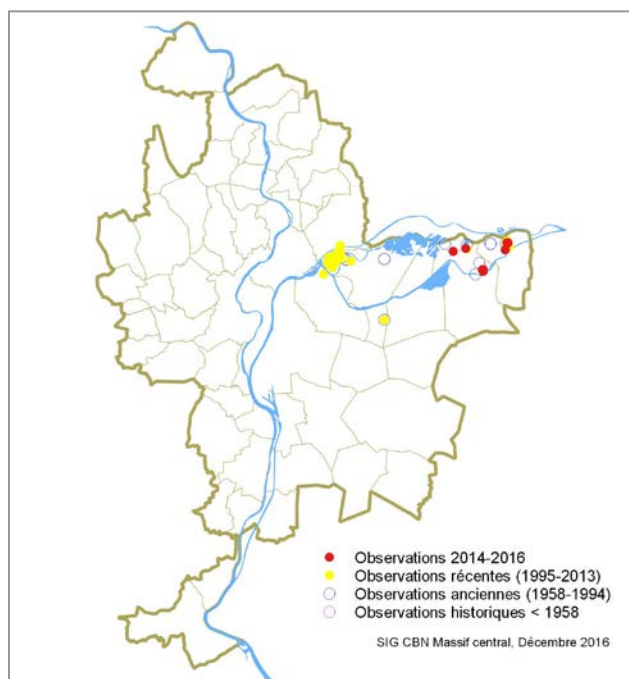 Observations 2014-2016
Observations récentes (1995-2013)
Observations anciennes (1958-1994)
Observations historiques < 1958
SIG CBN Massif central, Décembre 2016